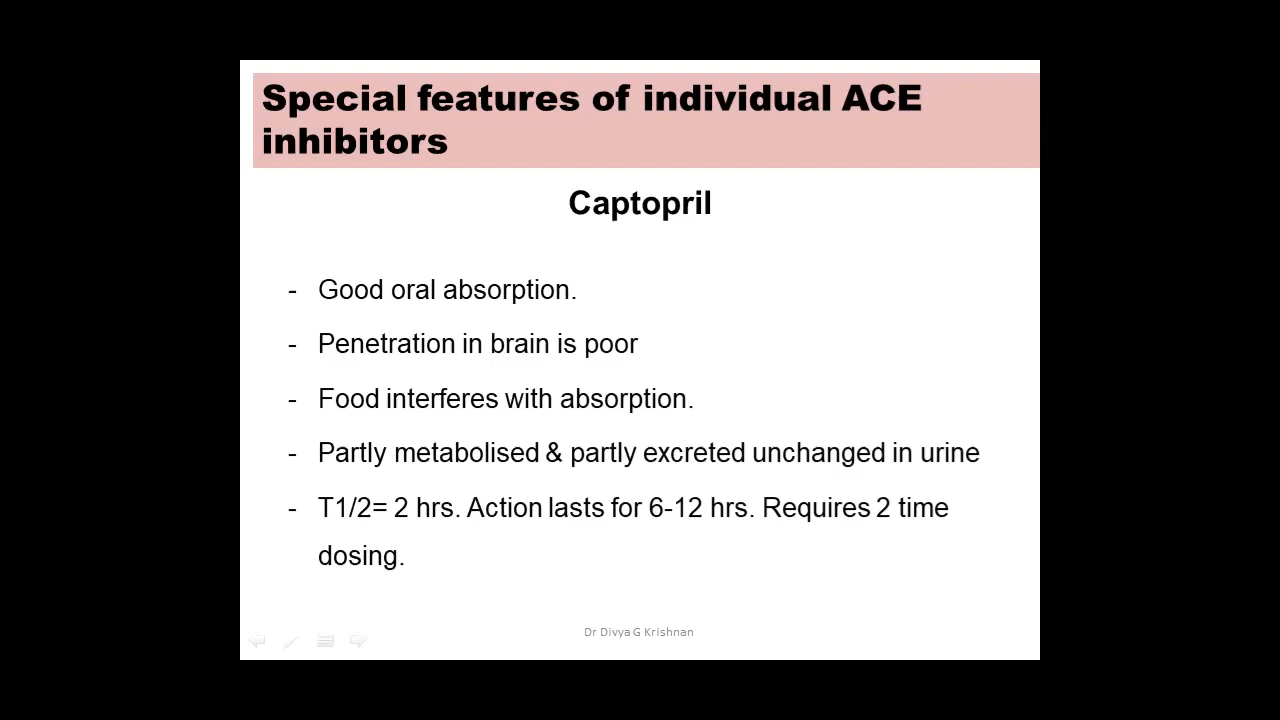 Special features of individual ACE
inhibitors
Captopril
- Good oral absorption.
- Penetration in brain is poor
- Food interferes with absorption.
- Partly metabolised & partly excreted unchanged in urine
- T1/2= 2 hrs. Action lasts for 6-12 hrs. Requires 2 time
dosing.
Dr Divya G Krishnan